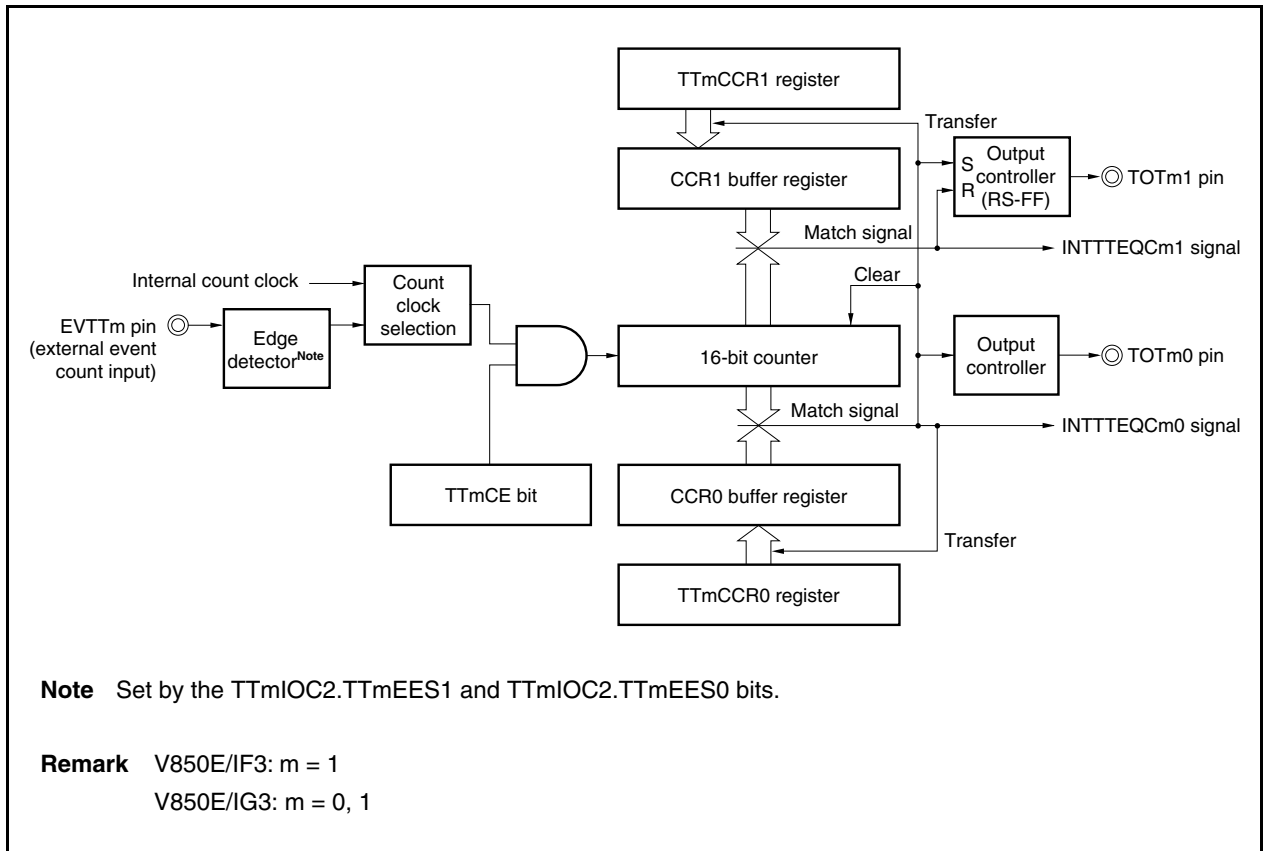 TTmCCR1 register
Transfer
CCR1 buffer register
S
R
Output
controller
(RS-FF)
TOTm1 pin
Match signal
INTTTEQCm1 signal
Internal count clock
Count
clock
selection
Clear
EVTTm pin
(external event
count input)
Edge
detectorNote
16-bit counter
Output
controller
TOTm0 pin
Match signal
INTTTEQCm0 signal
TTmCE bit
CCR0 buffer register
Transfer
TTmCCR0 register
Note Set by the TTmIOC2.TTmEES1 and TTmIOC2.TTmEES0 bits.
Remark V850E/IF3: m = 1
V850E/IG3: m = 0, 1